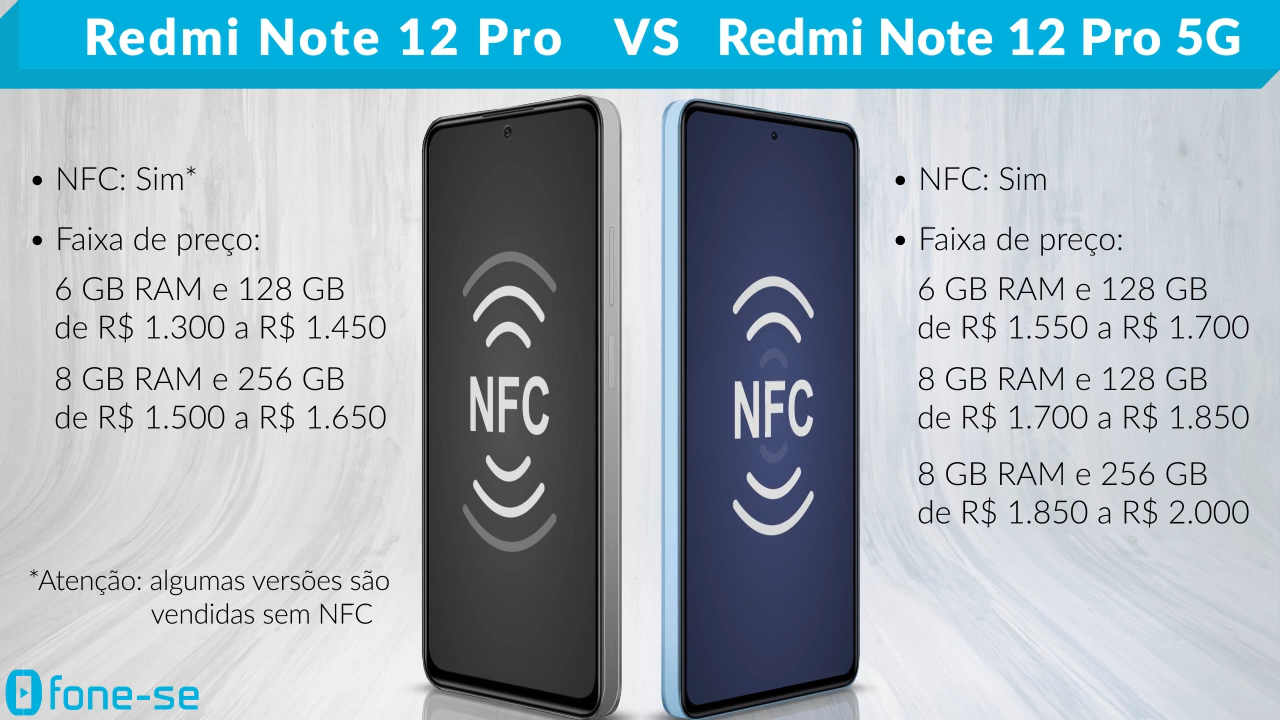 Redmi Note 12 Pro VS Redmi Note 12 Pro 5G
• NFC: Sim*
• Faixa de preço:
6 GB RAM e 128 GB
de R$ 1.300 a R$ 1.450
8 GB RAM e 256 GB
de R$ 1.500 a R$ 1.650
*Atenção: algumas versões são
vendidas sem NFC
fone-se
NFC
NFC
• NFC: Sim
• Faixa de preço:
6 GB RAM e 128 GB
de R$ 1.550 a R$ 1.700
8 GB RAM e 128 GB
de R$ 1.700 a R$ 1.850
8 GB RAM e 256 GB
de R$ 1.850 a R$ 2.000